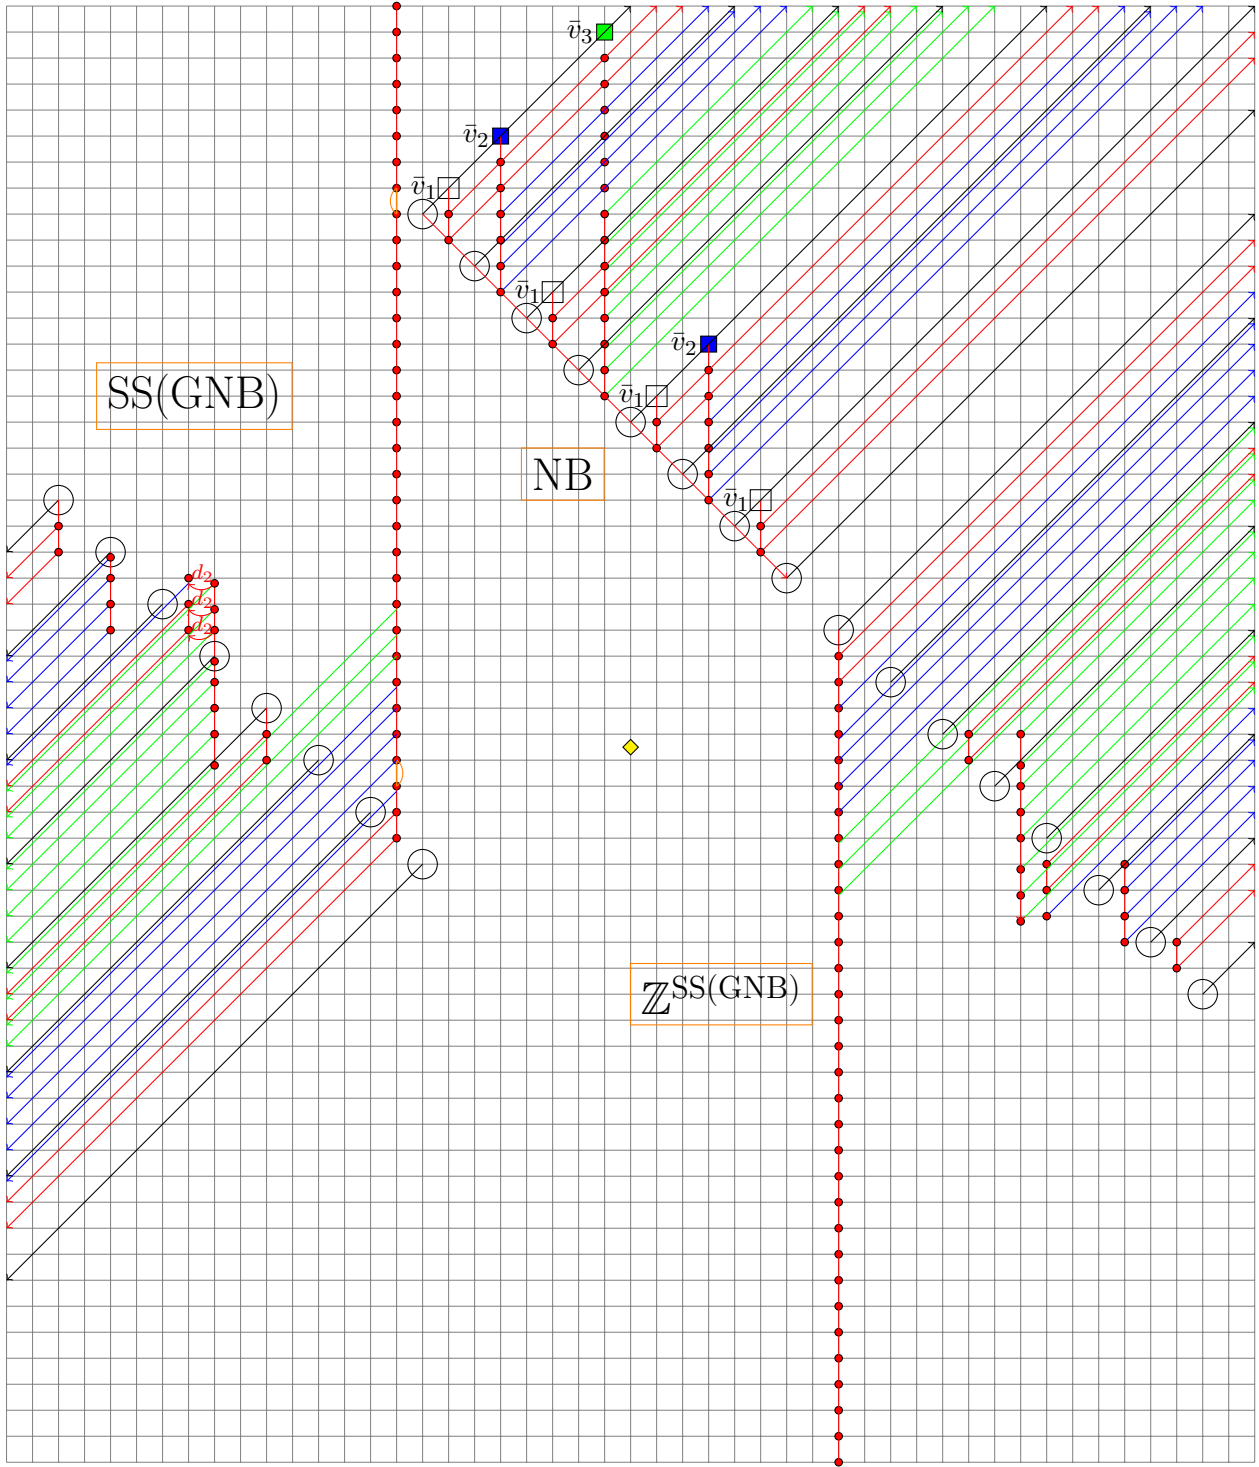 v̄₃
v̄₂
v̄₁
v̄₁
v̄₂
SS(GNB)
v̄₁
NB
v̄₁
d₂
d₂
d₂
ℤ^SS(GNB)